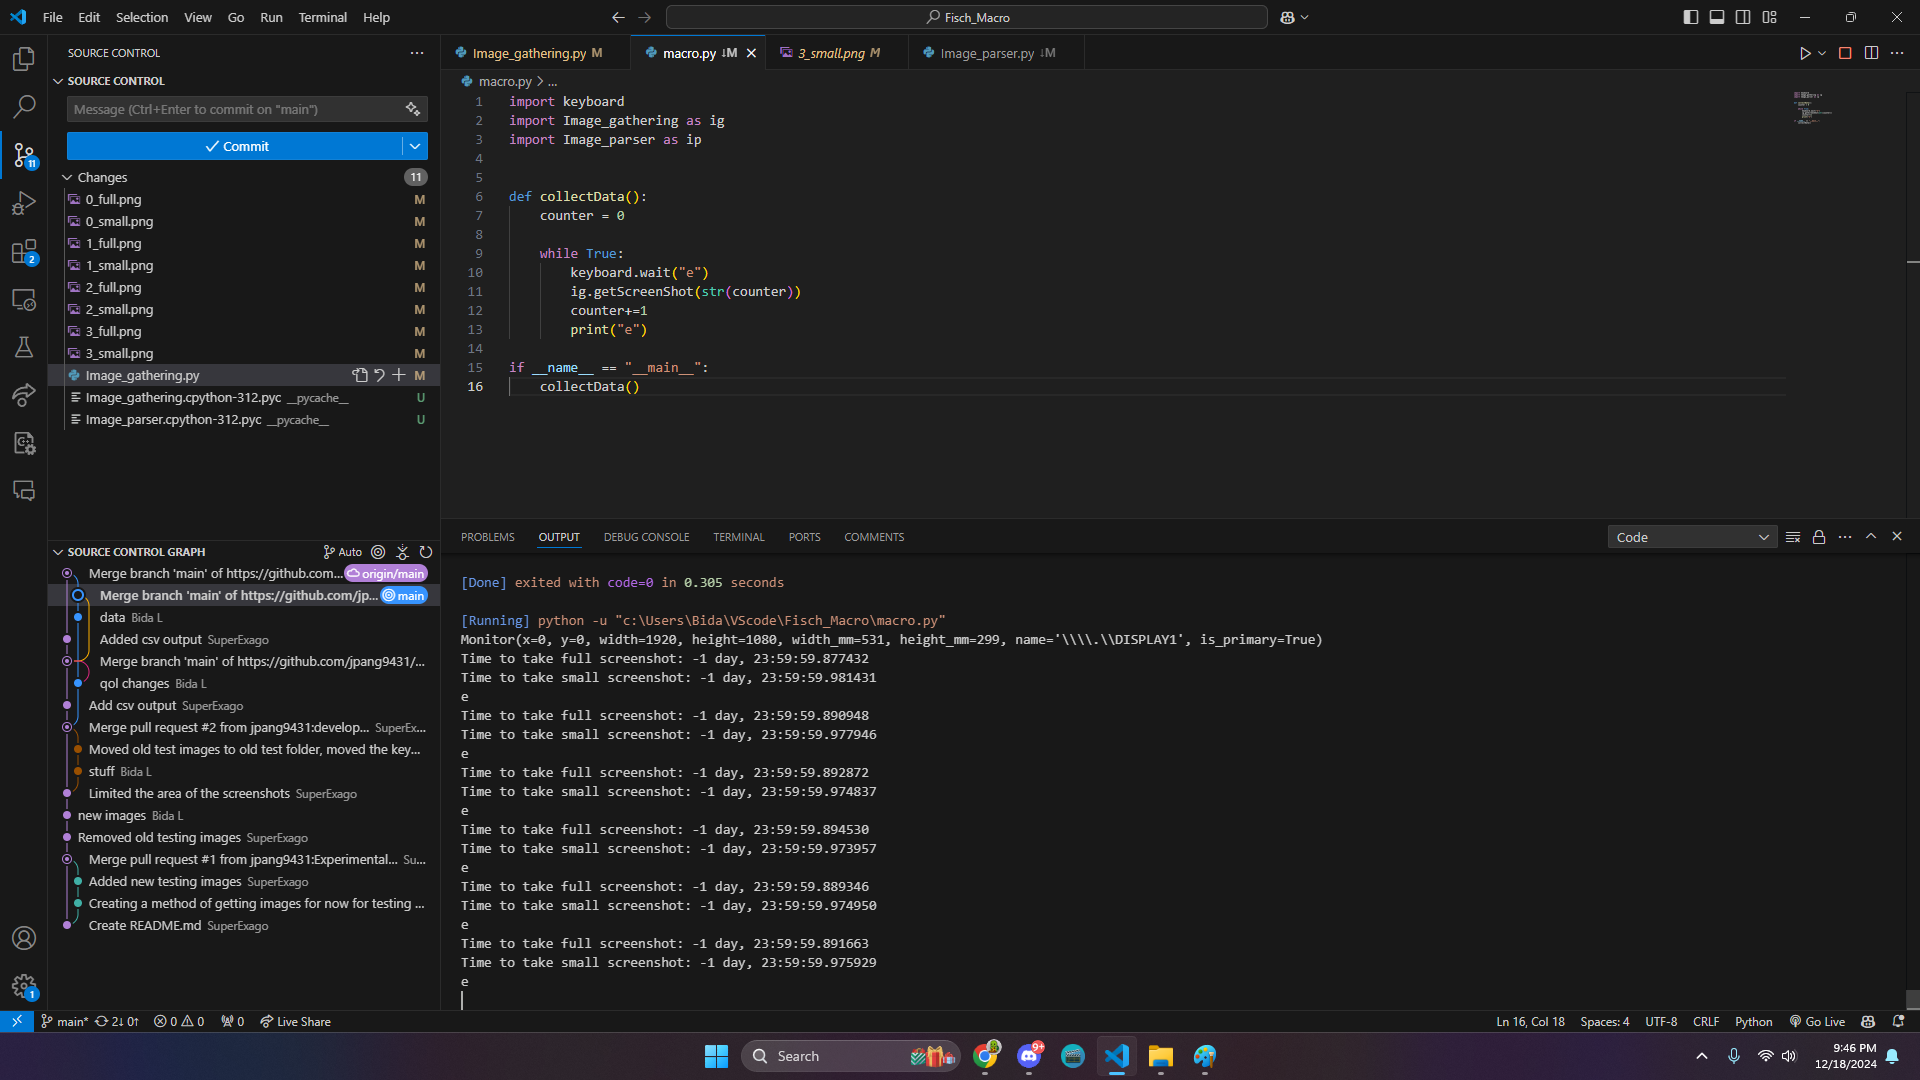 File Edit Selection View Go Run Terminal Help
Fisch_Macro
SOURCE CONTROL
SOURCE CONTROL
Message (Ctrl+Enter to commit on "main")
Commit
Changes 11
0_full.png M
0_small.png M
1_full.png M
1_small.png M
2_full.png M
2_small.png M
3_full.png M
3_small.png M
Image_gathering.py M
Image_gathering.cpython-312.pyc __pycache__ U
Image_parser.cpython-312.pyc __pycache__ U
11
2
1
SOURCE CONTROL GRAPH Auto
Merge branch 'main' of https://github.com... origin/main
Merge branch 'main' of https://github.com/jp... main
data Bida L
Added csv output SuperExago
Merge branch 'main' of https://github.com/jpang9431/...
qol changes Bida L
Add csv output SuperExago
Merge pull request #2 from jpang9431:develop... SuperEx...
Moved old test images to old test folder, moved the key...
stuff Bida L
Limited the area of the screenshots SuperExago
new images Bida L
Removed old testing images SuperExago
Merge pull request #1 from jpang9431:Experimental... Su...
Added new testing images SuperExago
Creating a method of getting images for now for testing ...
Create README.md SuperExago
Image_gathering.py M
macro.py ↓M
3_small.png M
Image_parser.py ↓M
macro.py > ...
1 import keyboard
2 import Image_gathering as ig
3 import Image_parser as ip
4
5
6 def collectData():
7 counter = 0
8
9 while True:
10 keyboard.wait("e")
11 ig.getScreenShot(str(counter))
12 counter+=1
13 print("e")
14
15 if __name__ == "__main__":
16 collectData()
PROBLEMS OUTPUT DEBUG CONSOLE TERMINAL PORTS COMMENTS
Code
[Done] exited with code=0 in 0.305 seconds
[Running] python -u "c:\Users\Bida\VScode\Fisch_Macro\macro.py"
Monitor(x=0, y=0, width=1920, height=1080, width_mm=531, height_mm=299, name='\\\\.\\DISPLAY1', is_primary=True)
Time to take full screenshot: -1 day, 23:59:59.877432
Time to take small screenshot: -1 day, 23:59:59.981431
e
Time to take full screenshot: -1 day, 23:59:59.890948
Time to take small screenshot: -1 day, 23:59:59.977946
e
Time to take full screenshot: -1 day, 23:59:59.892872
Time to take small screenshot: -1 day, 23:59:59.974837
e
Time to take full screenshot: -1 day, 23:59:59.894530
Time to take small screenshot: -1 day, 23:59:59.973957
e
Time to take full screenshot: -1 day, 23:59:59.889346
Time to take small screenshot: -1 day, 23:59:59.974950
e
Time to take full screenshot: -1 day, 23:59:59.891663
Time to take small screenshot: -1 day, 23:59:59.975929
e
main* 2↓ 0↑ 0 0 0 Live Share
Ln 16, Col 18 Spaces: 4 UTF-8 CRLF Python Go Live
Search
9+
9:46 PM
12/18/2024